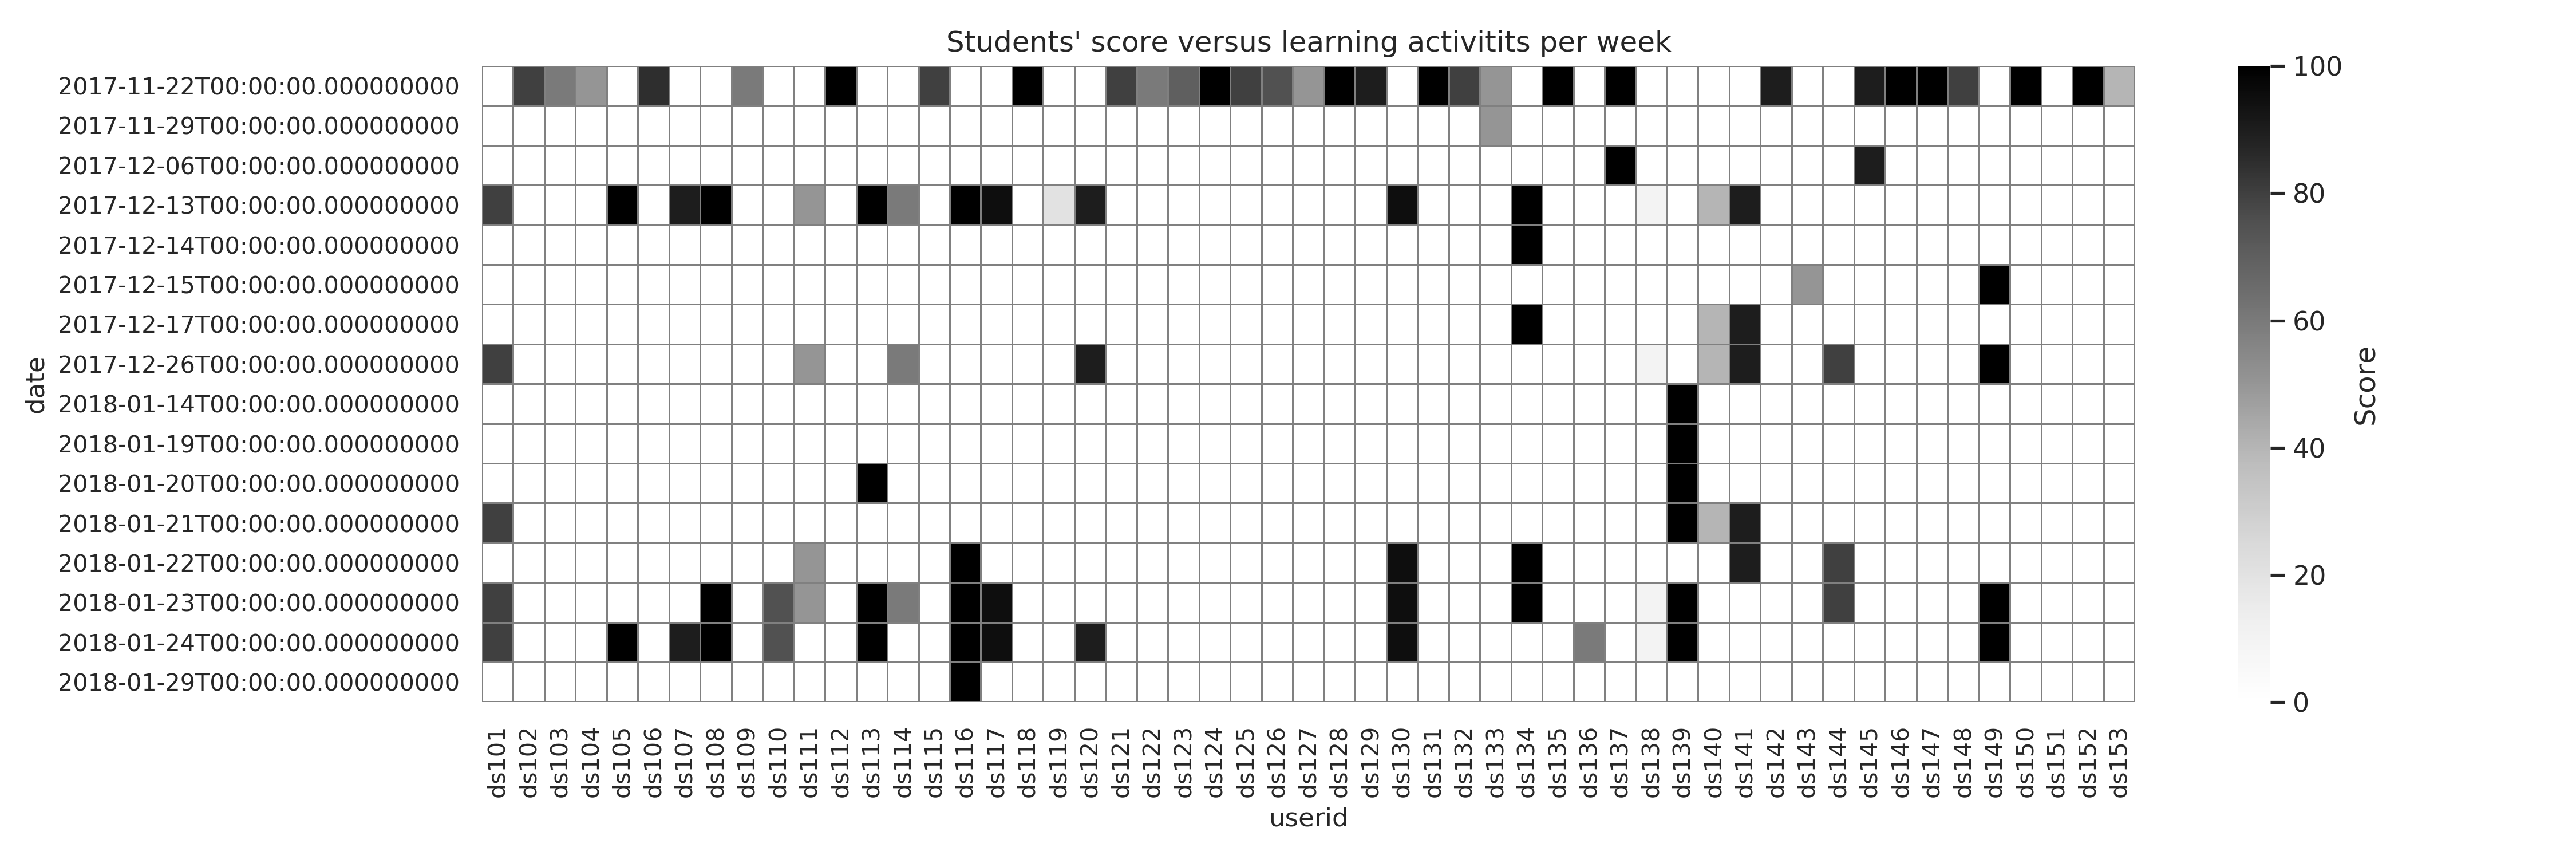 Students' score versus learning activitits per week
2017-11-22T00:00:00.000000000
2017-11-29T00:00:00.000000000
2017-12-06T00:00:00.000000000
2017-12-13T00:00:00.000000000
2017-12-14T00:00:00.000000000
2017-12-15T00:00:00.000000000
2017-12-17T00:00:00.000000000
2017-12-26T00:00:00.000000000
2018-01-14T00:00:00.000000000
2018-01-19T00:00:00.000000000
2018-01-20T00:00:00.000000000
2018-01-21T00:00:00.000000000
2018-01-22T00:00:00.000000000
2018-01-23T00:00:00.000000000
2018-01-24T00:00:00.000000000
2018-01-29T00:00:00.000000000
date
ds101
ds102
ds103
ds104
ds105
ds106
ds107
ds108
ds109
ds110
ds111
ds112
ds113
ds114
ds115
ds116
ds117
ds118
ds119
ds120
ds121
ds122
ds123
ds124
ds125
ds126
ds127
ds128
ds129
ds130
ds131
ds132
ds133
ds134
ds135
ds136
ds137
ds138
ds139
ds140
ds141
ds142
ds143
ds144
ds145
ds146
ds147
ds148
ds149
ds150
ds151
ds152
ds153
userid
100
80
60
40
20
0
Score